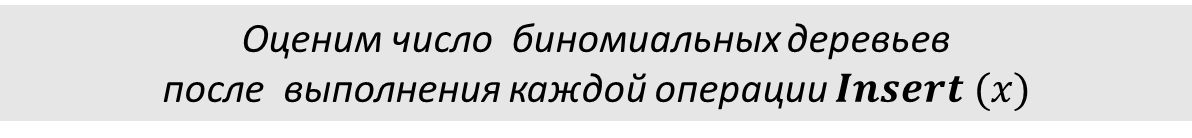 Оценим число биномиальных деревьев
после выполнения каждой операции Insert (x)